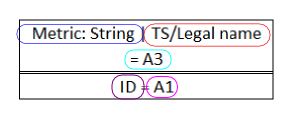 Metric: String | TS/Legal name
= A3
ID = A1